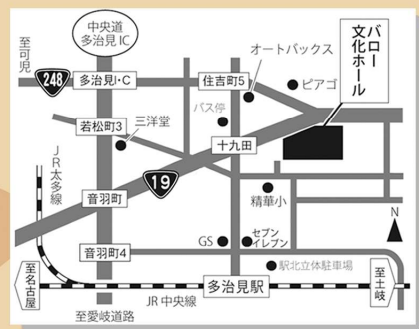 中央道
多治見IC
至可児
248
多治見I・C
住吉町5
オートバックス
ピアゴ
バロー
文化ホール
バス停
若松町3
三洋堂
十九田
JR太多線
19
音羽町
精華小
N
音羽町4
GS
セブン
イレブン
駅北立体駐車場
至名古屋
多治見駅
至土岐
JR中央線
至愛岐道路